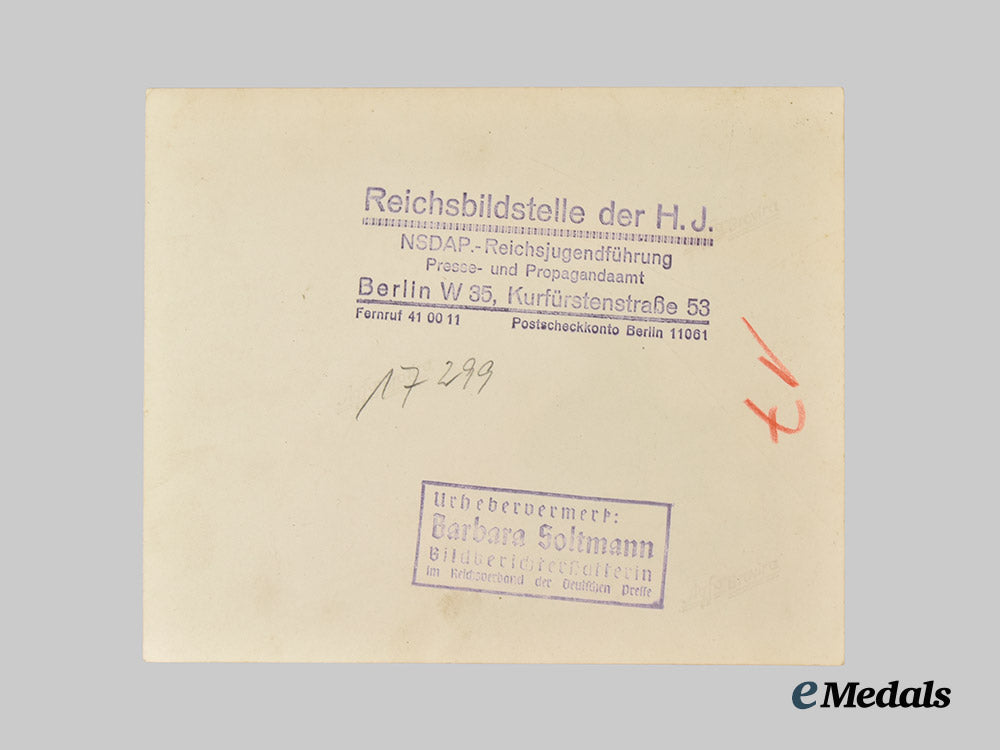 Reichsbildstelle der H.J.
NSDAP.-Reichsjugendführung
Presse- und Propagandaamt
Berlin W 35, Kurfürstenstraße 53
Fernruf 41 00 11 Postscheckkonto Berlin 11061
17 299
17
Urhebervermerk:
Barbara Soltmann
Bildberichterstatterin
im Reichsverband der Deutschen Presse
eMedals